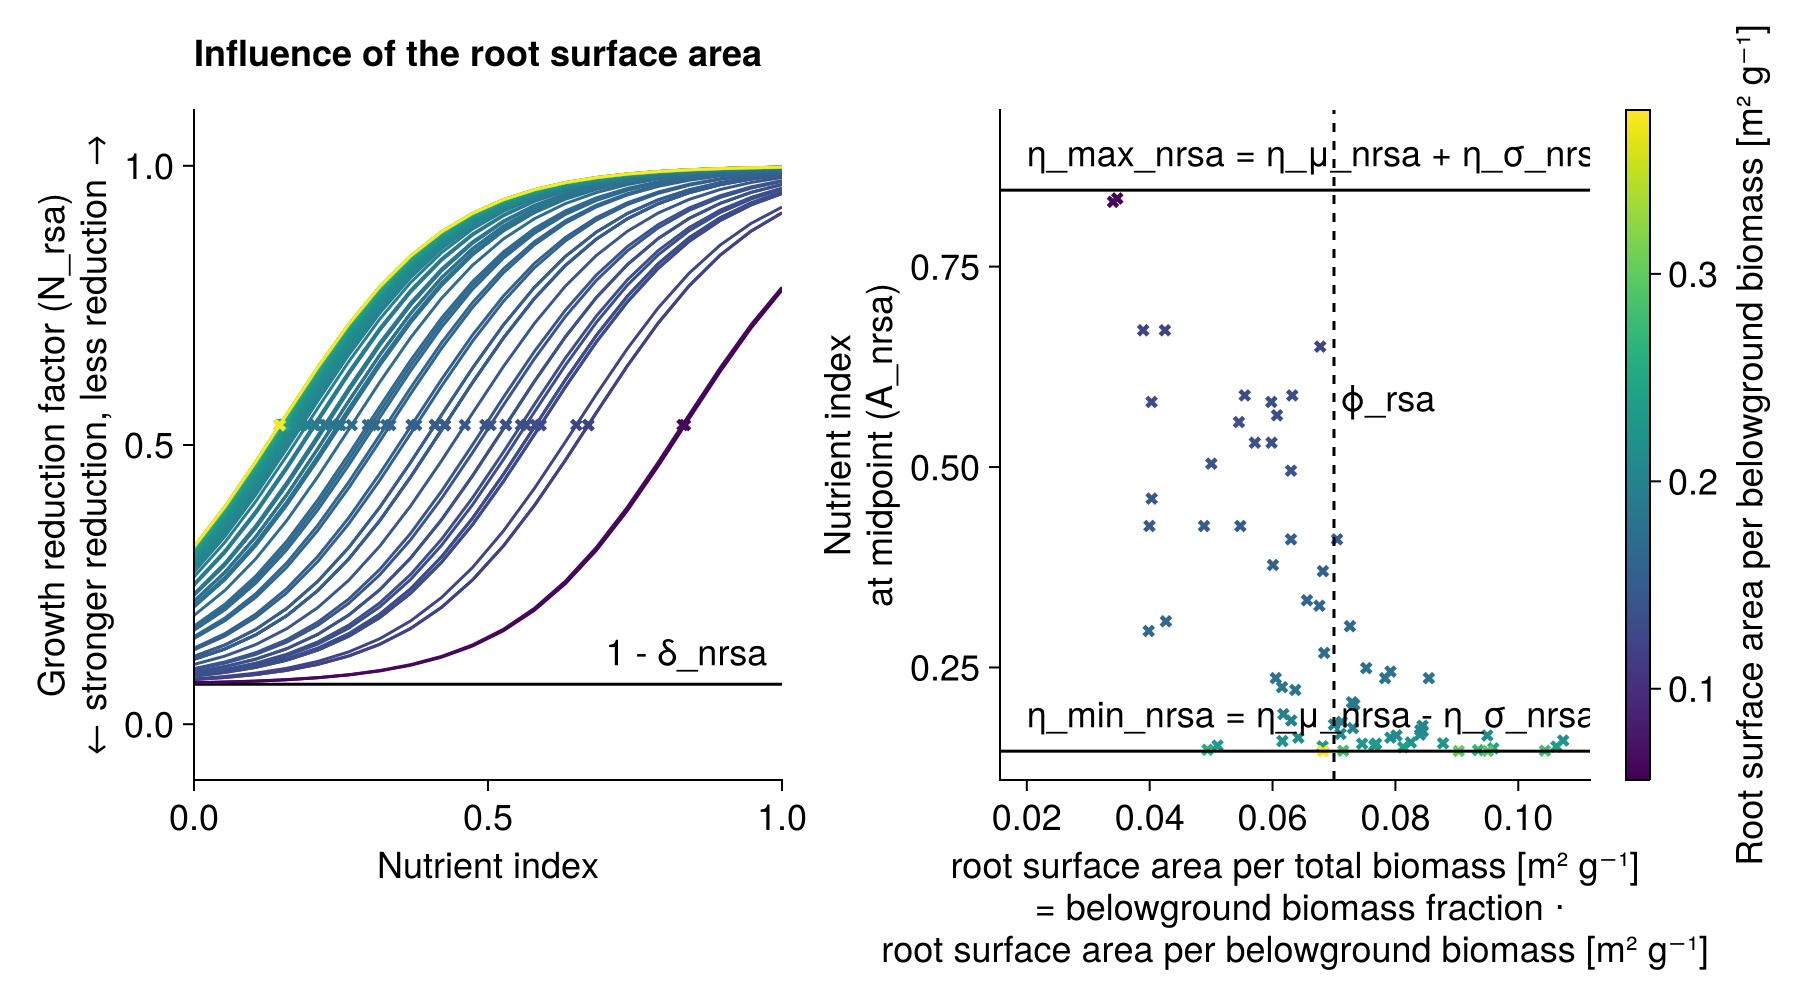 Influence of the root surface area
Growth reduction factor (N_rsa)
← stronger reduction, less reduction →
1.0
0.5
0.0
1 - δ_nrsa
0.0
0.5
1.0
Nutrient index
Nutrient index
at midpoint (A_nrsa)
0.75
0.50
0.25
η_max_nrsa = η_μ_nrsa + η_σ_nrs
ϕ_rsa
η_min_nrsa = η_μ_nrsa - η_σ_nrsa
0.02
0.04
0.06
0.08
0.10
root surface area per total biomass [m² g⁻¹]
= belowground biomass fraction ·
root surface area per belowground biomass [m² g⁻¹]
0.3
0.2
0.1
Root surface area per belowground biomass [m² g⁻¹]